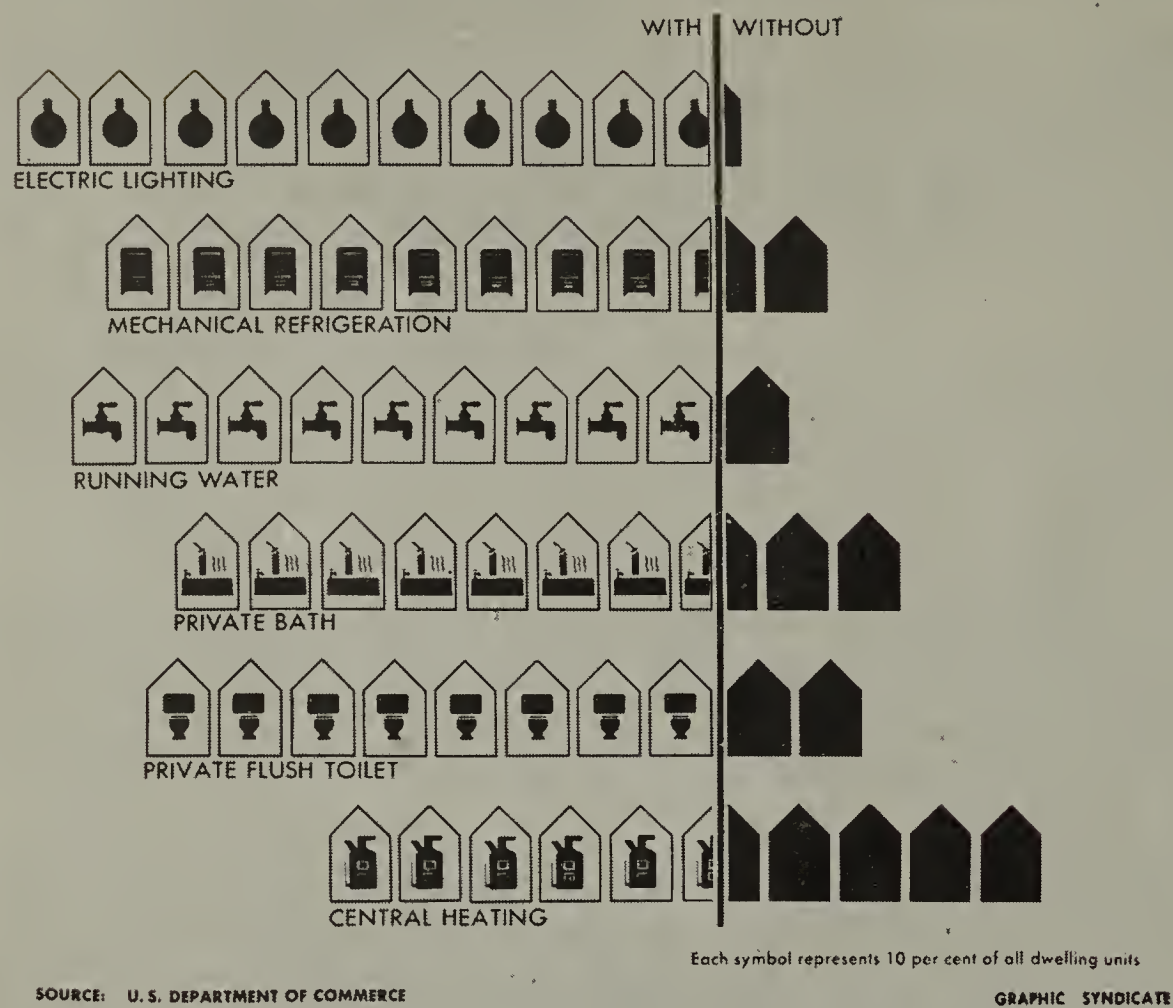 WITH WITHOUT
ELECTRIC LIGHTING
MECHANICAL REFRIGERATION
RUNNING WATER
PRIVATE BATH
PRIVATE FLUSH TOILET
CENTRAL HEATING
Each symbol represents 10 per cent of all dwelling units
SOURCE: U. S. DEPARTMENT OF COMMERCE
GRAPHIC SYNDICATE